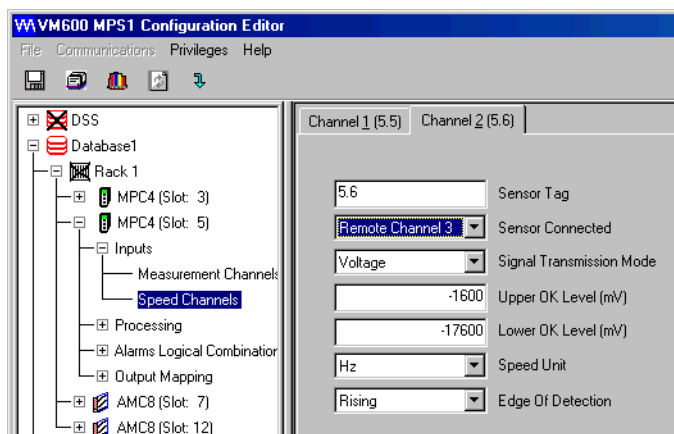 VM600 MPS1 Configuration Editor
File Communications Privileges Help
DSS
Database1
Rack 1
MPC4 (Slot: 3)
MPC4 (Slot: 5)
Inputs
Measurement Channels
Speed Channels
Processing
Alarms Logical Combination
Output Mapping
AMC8 (Slot: 7)
AMC8 (Slot: 12)
Channel 1 (5.5) Channel 2 (5.6)
5.6 Sensor Tag
Remote Channel 3 Sensor Connected
Voltage Signal Transmission Mode
-1600 Upper OK Level (mV)
-17600 Lower OK Level (mV)
Hz Speed Unit
Rising Edge Of Detection